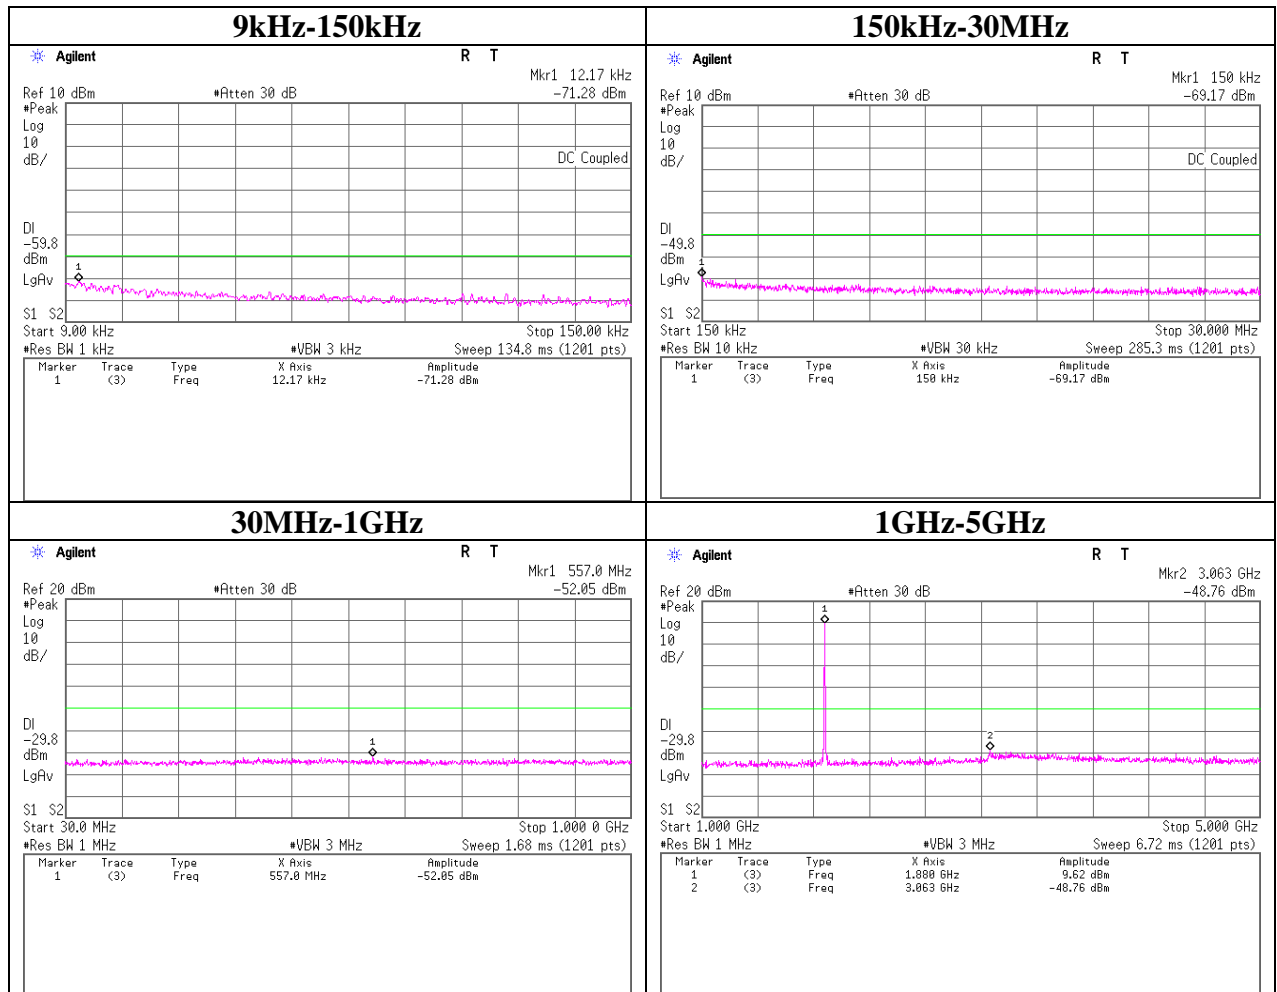 9kHz-150kHz
Agilent R T
Mkr1 12.17 kHz
Ref 10 dBm #Atten 30 dB -71.28 dBm
#Peak
Log
10
dB/
DC Coupled
DI
-59.8
dBm
LgAv
1
S1 S2
Start 9.00 kHz Stop 150.00 kHz
#Res BW 1 kHz #VBW 3 kHz Sweep 134.8 ms (1201 pts)
Marker Trace Type X Axis Amplitude
1 (3) Freq 12.17 kHz -71.28 dBm
150kHz-30MHz
Agilent R T
Mkr1 150 kHz
Ref 10 dBm #Atten 30 dB -69.17 dBm
#Peak
Log
10
dB/
DC Coupled
DI
-49.8
dBm
LgAv
1
S1 S2
Start 150 kHz Stop 30.000 MHz
#Res BW 10 kHz #VBW 30 kHz Sweep 285.3 ms (1201 pts)
Marker Trace Type X Axis Amplitude
1 (3) Freq 150 kHz -69.17 dBm
30MHz-1GHz
Agilent R T
Mkr1 557.0 MHz
Ref 20 dBm #Atten 30 dB -52.05 dBm
#Peak
Log
10
dB/
DI
-29.8
dBm
LgAv
1
S1 S2
Start 30.0 MHz Stop 1.000 0 GHz
#Res BW 1 MHz #VBW 3 MHz Sweep 1.68 ms (1201 pts)
Marker Trace Type X Axis Amplitude
1 (3) Freq 557.0 MHz -52.05 dBm
1GHz-5GHz
Agilent R T
Mkr2 3.063 GHz
Ref 20 dBm #Atten 30 dB -48.76 dBm
#Peak
1
Log
10
dB/
DI
-29.8
dBm
2
LgAv
S1 S2
Start 1.000 GHz Stop 5.000 GHz
#Res BW 1 MHz #VBW 3 MHz Sweep 6.72 ms (1201 pts)
Marker Trace Type X Axis Amplitude
1 (3) Freq 1.880 GHz 9.62 dBm
2 (3) Freq 3.063 GHz -48.76 dBm